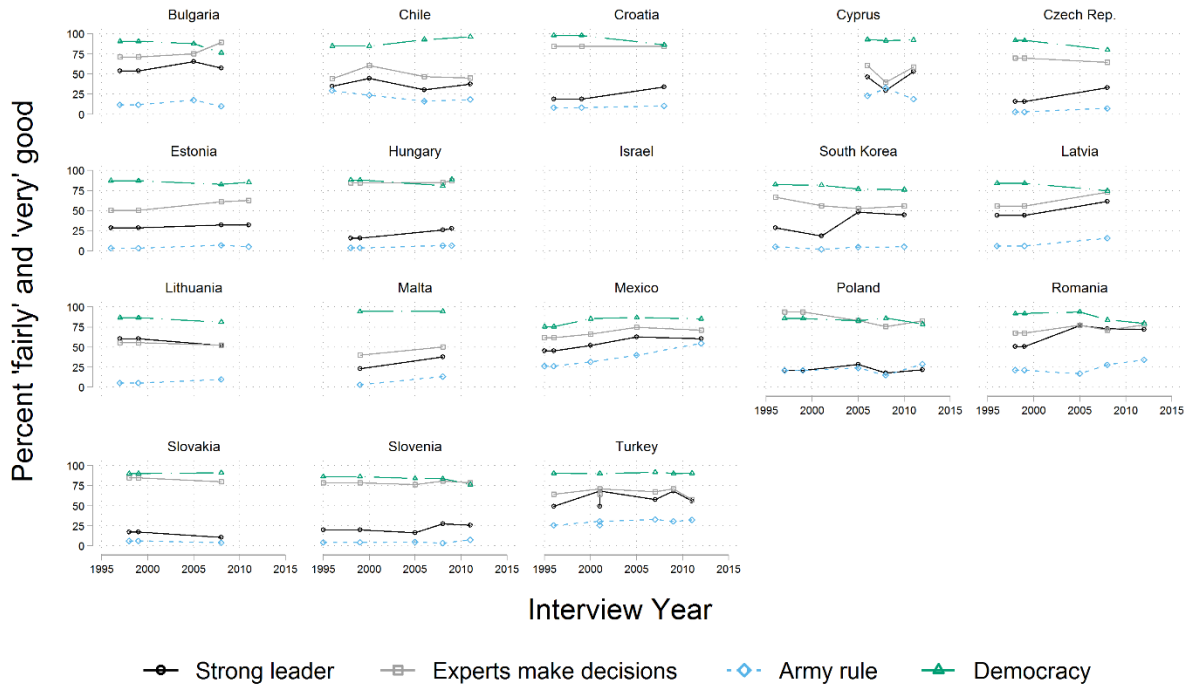 Percent 'fairly' and 'very' good
Bulgaria Chile Croatia Cyprus Czech Rep.
100
75
50
25
0
Estonia Hungary Israel South Korea Latvia
100
75
50
25
0
Lithuania Malta Mexico Poland Romania
100
75
50
25
0
1995 2000 2005 2010 2015 1995 2000 2005 2010 2015
Slovakia Slovenia Turkey
100
75
50
25
0
1995 2000 2005 2010 2015 1995 2000 2005 2010 2015 1995 2000 2005 2010 2015
Interview Year
Strong leader Experts make decisions Army rule Democracy